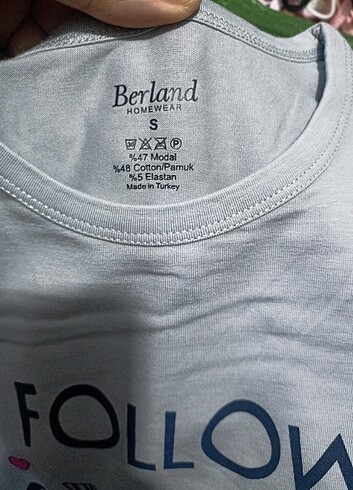 Berland
HOMEWEAR
S
%47 Modal
%48 Cotton/Pamuk
%5 Elastan
Made in Turkey
FOLLOW